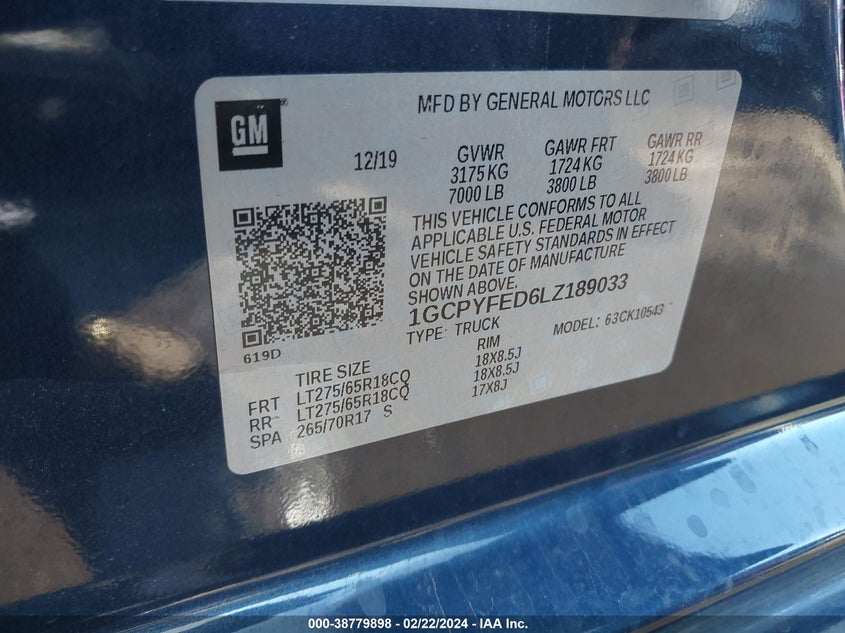 GM
MFD BY GENERAL MOTORS LLC
12/19
GVWR
3175 KG
7000 LB
GAWR FRT
1724 KG
3800 LB
GAWR RR
1724 KG
3800 LB
THIS VEHICLE CONFORMS TO ALL
APPLICABLE U.S. FEDERAL MOTOR
VEHICLE SAFETY STANDARDS IN EFFECT
ON THE DATE OF MANUFACTURE
SHOWN ABOVE.
1GCPYFED6LZ189033
TYPE: TRUCK
MODEL: 63CK10543
619D
TIRE SIZE
RIM
FRT LT275/65R18CQ 18X8.5J
RR LT275/65R18CQ 18X8.5J
SPA 265/70R17 S 17X8J
000-38779898 - 02/22/2024 - IAA Inc.